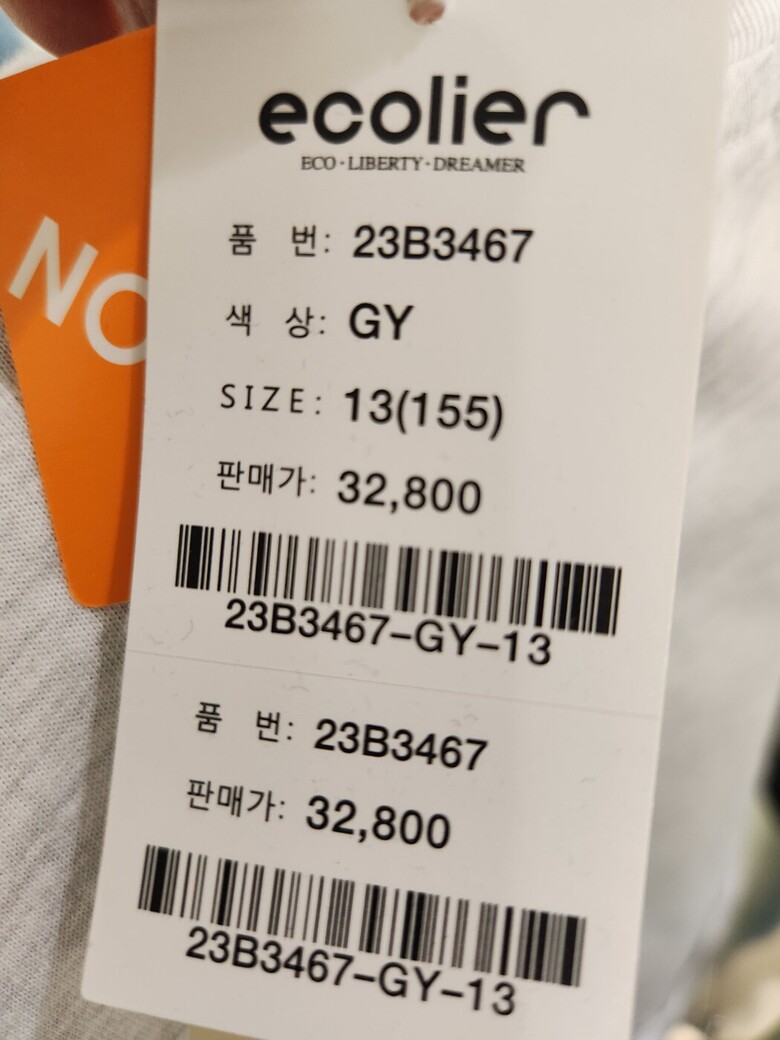 ecolier
ECO·LIBERTY·DREAMER
NO
품 번: 23B3467
색 상: GY
SIZE: 13(155)
판매가: 32,800
23B3467-GY-13
품 번: 23B3467
판매가: 32,800
23B3467-GY-13